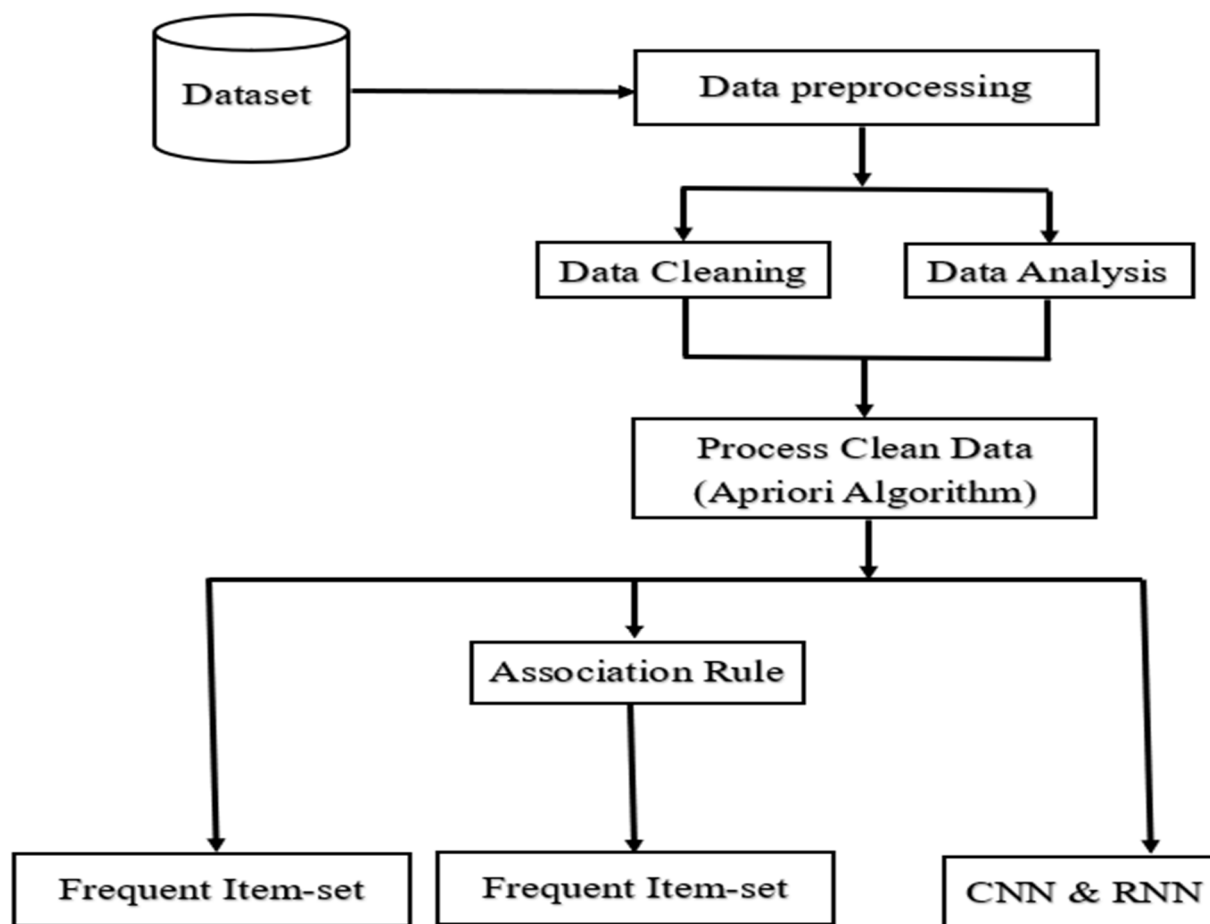 Dataset
Data preprocessing
Data Cleaning
Data Analysis
Process Clean Data
(Apriori Algorithm)
Association Rule
Frequent Item-set
Frequent Item-set
CNN & RNN